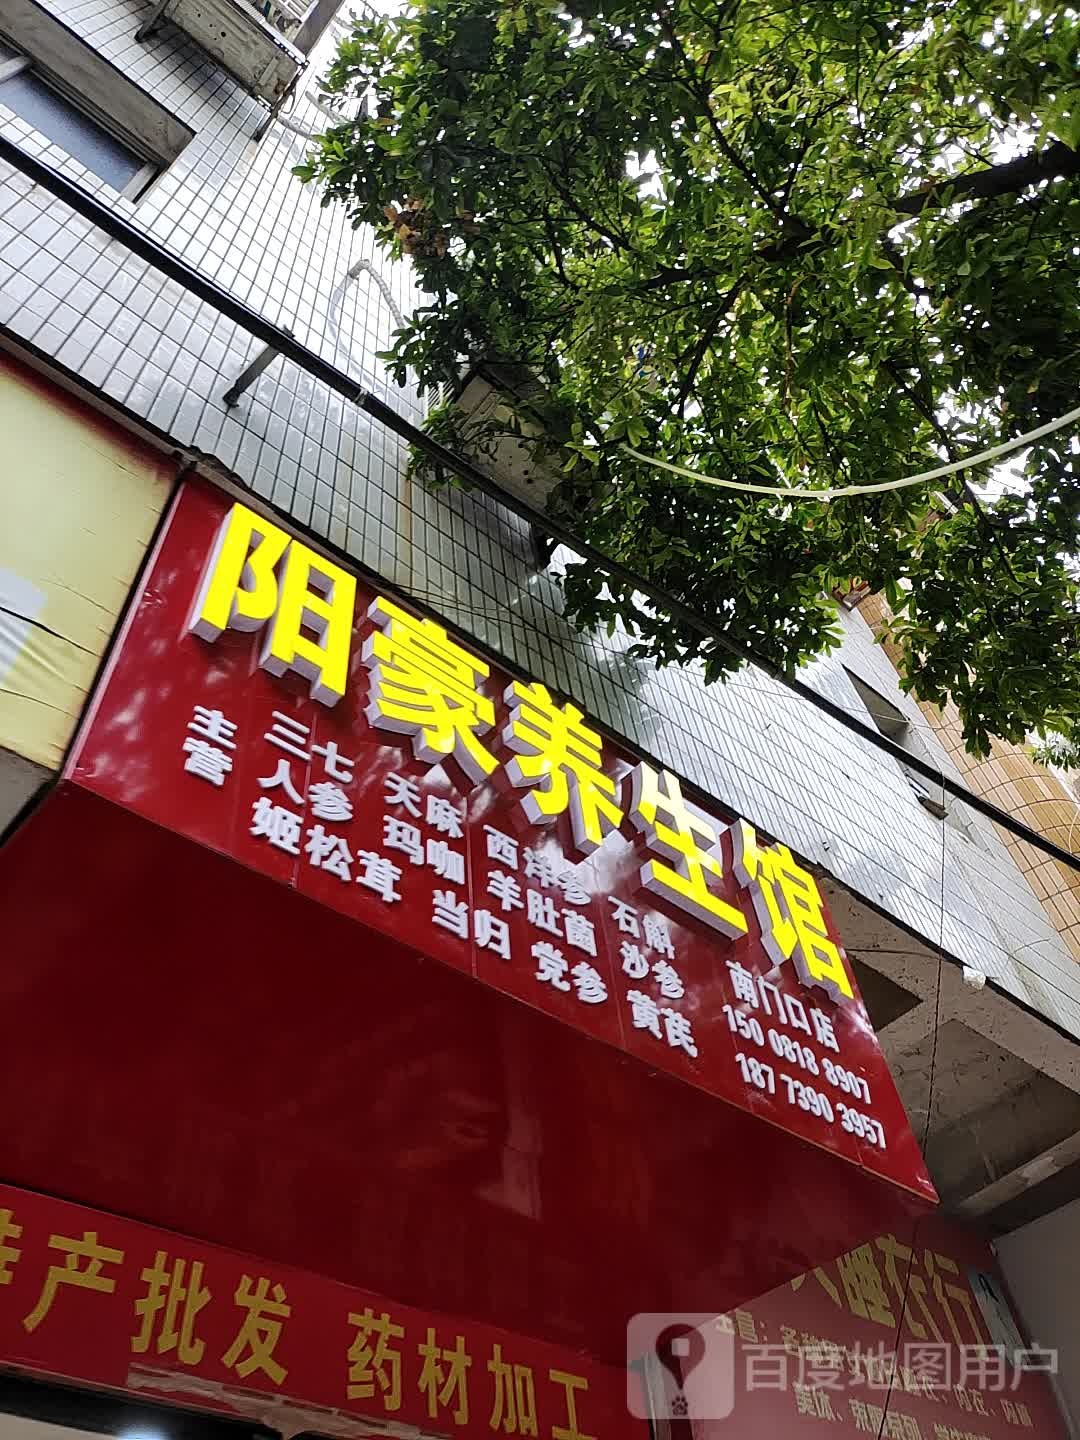 阳豪养生馆
主营
三七 天麻 西洋参 石斛
人参 玛咖 羊肚菌 沙参
姬松茸 当归 党参 黄芪
南门口店
150 0818 8907
187 7390 3957
产批发 药材加工
行
主营：
百度地图用户